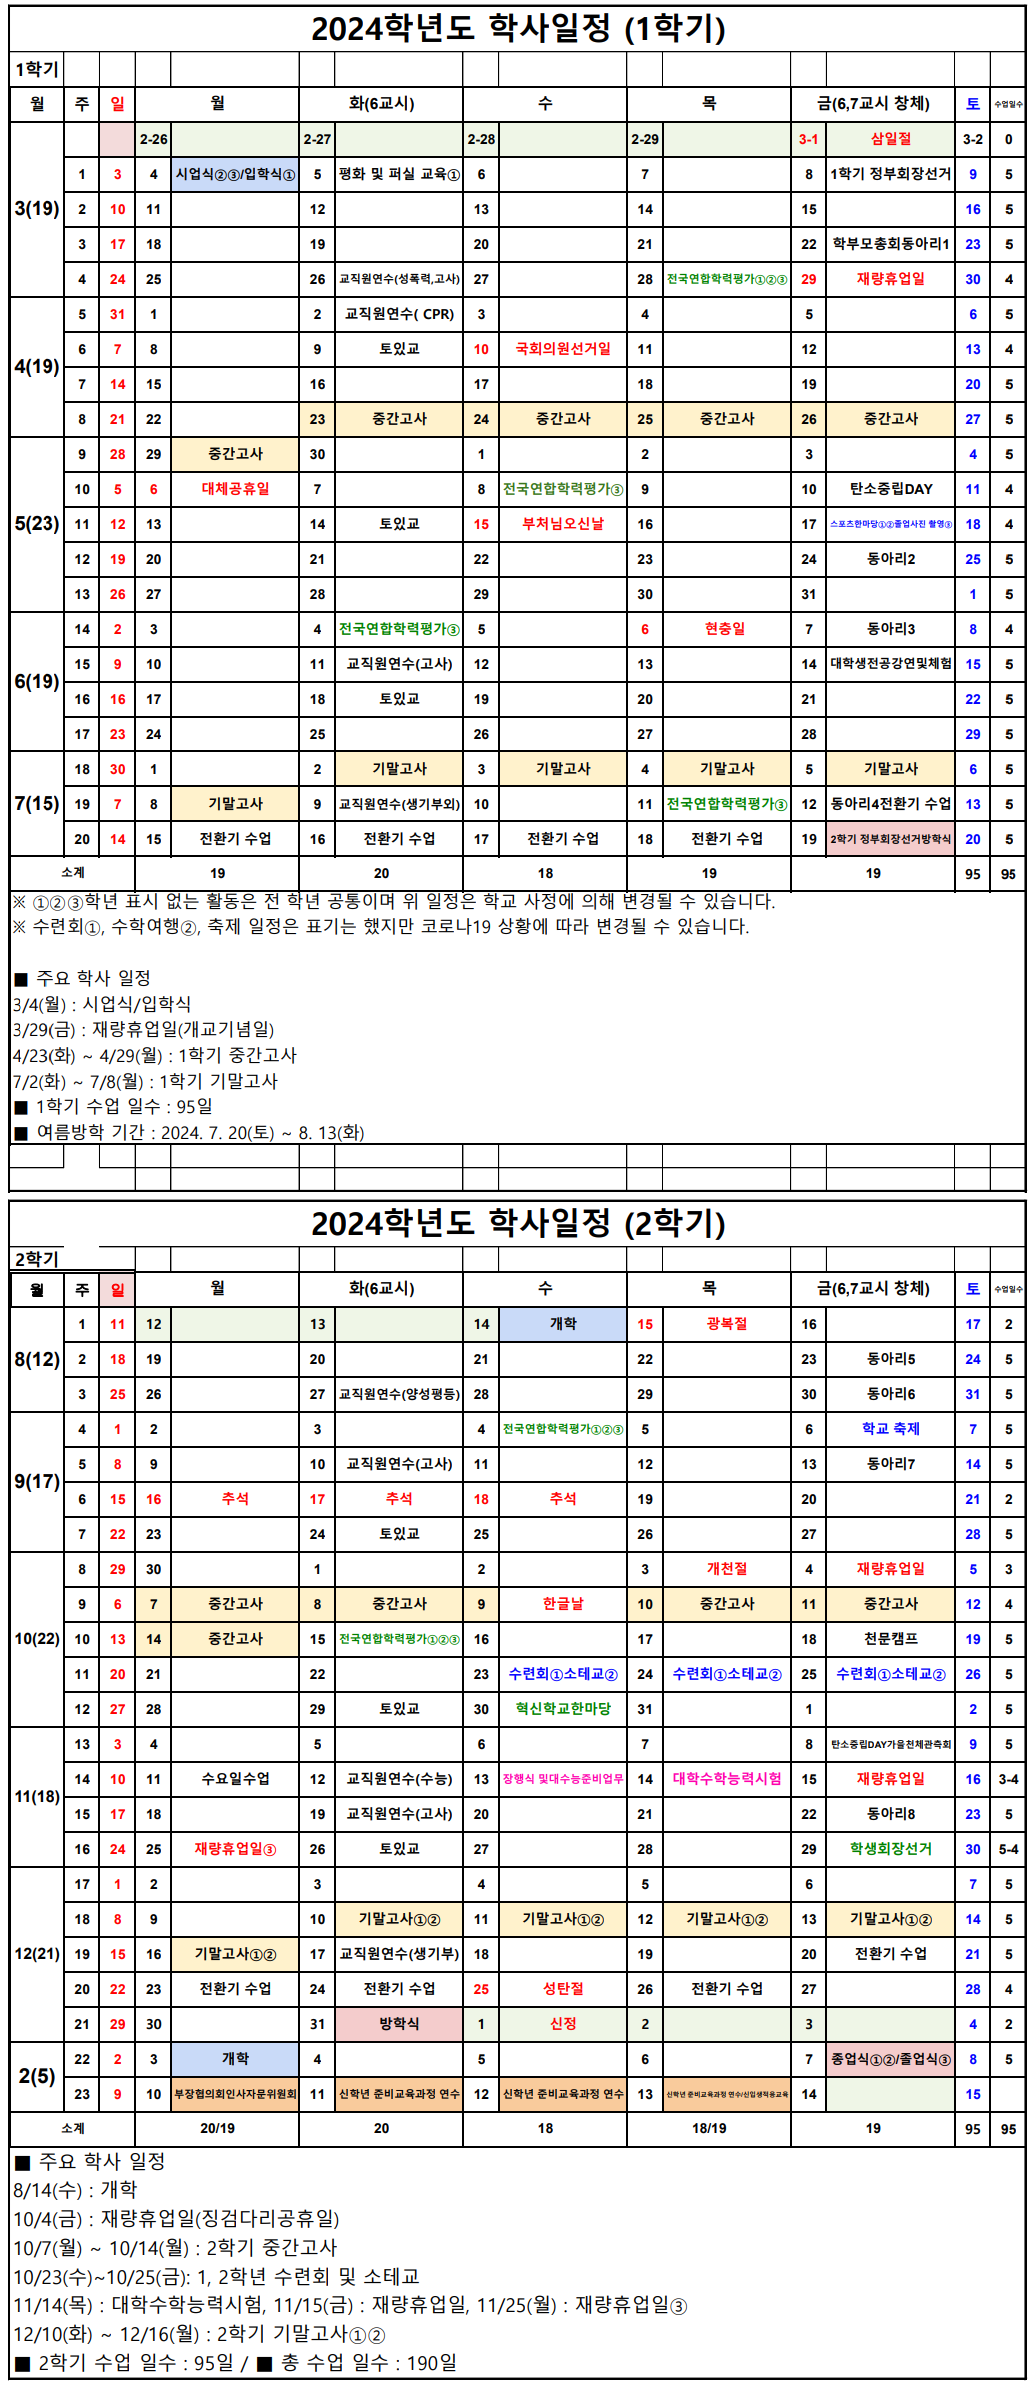 2024학년도 학사일정 (1학기)
1학기
월 주 일 월 화(6교시) 수 목 금(6,7교시 창체) 토 수업일수
2-26 2-27 2-28 2-29 3-1 삼일절 3-2 0
3(19)
1 3 4 시업식②③/입학식① 5 평화 및 퍼실 교육① 6 7 8 1학기 정부회장선거 9 5
2 10 11 12 13 14 15 16 5
3 17 18 19 20 21 22 학부모총회동아리1 23 5
4 24 25 26 교직원연수(성폭력,고사) 27 28 전국연합학력평가①②③ 29 재량휴업일 30 4
4(19)
5 31 1 2 교직원연수( CPR) 3 4 5 6 5
6 7 8 9 토있교 10 국회의원선거일 11 12 13 4
7 14 15 16 17 18 19 20 5
8 21 22 23 중간고사 24 중간고사 25 중간고사 26 중간고사 27 5
5(23)
9 28 29 중간고사 30 1 2 3 4 5
10 5 6 대체공휴일 7 8 전국연합학력평가③ 9 10 탄소중립DAY 11 4
11 12 13 14 토있교 15 부처님오신날 16 17 스포츠한마당①②졸업사진 촬영③ 18 4
12 19 20 21 22 23 24 동아리2 25 5
13 26 27 28 29 30 31 1 5
6(19)
14 2 3 4 전국연합학력평가③ 5 6 현충일 7 동아리3 8 4
15 9 10 11 교직원연수(고사) 12 13 14 대학생전공강연및체험 15 5
16 16 17 18 토있교 19 20 21 22 5
17 23 24 25 26 27 28 29 5
7(15)
18 30 1 2 기말고사 3 기말고사 4 기말고사 5 기말고사 6 5
19 7 8 기말고사 9 교직원연수(생기부외) 10 11 전국연합학력평가③ 12 동아리4전환기 수업 13 5
20 14 15 전환기 수업 16 전환기 수업 17 전환기 수업 18 전환기 수업 19 2학기 정부회장선거방학식 20 5
소계 19 20 18 19 19 95 95
※ ①②③학년 표시 없는 활동은 전 학년 공통이며 위 일정은 학교 사정에 의해 변경될 수 있습니다.
※ 수련회①, 수학여행②, 축제 일정은 표기는 했지만 코로나19 상황에 따라 변경될 수 있습니다.
■ 주요 학사 일정
3/4(월) : 시업식/입학식
3/29(금) : 재량휴업일(개교기념일)
4/23(화) ~ 4/29(월) : 1학기 중간고사
7/2(화) ~ 7/8(월) : 1학기 기말고사
■ 1학기 수업 일수 : 95일
■ 여름방학 기간 : 2024. 7. 20(토) ~ 8. 13(화)
2024학년도 학사일정 (2학기)
2학기
월 주 일 월 화(6교시) 수 목 금(6,7교시 창체) 토 수업일수
8(12)
1 11 12 13 14 개학 15 광복절 16 17 2
2 18 19 20 21 22 23 동아리5 24 5
3 25 26 27 교직원연수(양성평등) 28 29 30 동아리6 31 5
9(17)
4 1 2 3 4 전국연합학력평가①②③ 5 6 학교 축제 7 5
5 8 9 10 교직원연수(고사) 11 12 13 동아리7 14 5
6 15 16 추석 17 추석 18 추석 19 20 21 2
7 22 23 24 토있교 25 26 27 28 5
10(22)
8 29 30 1 2 3 개천절 4 재량휴업일 5 3
9 6 7 중간고사 8 중간고사 9 한글날 10 중간고사 11 중간고사 12 4
10 13 14 중간고사 15 전국연합학력평가①②③ 16 17 18 천문캠프 19 5
11 20 21 22 23 수련회①소테교② 24 수련회①소테교② 25 수련회①소테교② 26 5
12 27 28 29 토있교 30 혁신학교한마당 31 1 2 5
11(18)
13 3 4 5 6 7 8 탄소중립DAY가을천체관측회 9 5
14 10 11 수요일수업 12 교직원연수(수능) 13 장행식 및대수능준비업무 14 대학수학능력시험 15 재량휴업일 16 3-4
15 17 18 19 교직원연수(고사) 20 21 22 동아리8 23 5
16 24 25 재량휴업일③ 26 토있교 27 28 29 학생회장선거 30 5-4
12(21)
17 1 2 3 4 5 6 7 5
18 8 9 10 기말고사①② 11 기말고사①② 12 기말고사①② 13 기말고사①② 14 5
19 15 16 기말고사①② 17 교직원연수(생기부) 18 19 20 전환기 수업 21 5
20 22 23 전환기 수업 24 전환기 수업 25 성탄절 26 전환기 수업 27 28 4
21 29 30 31 방학식 1 신정 2 3 4 2
2(5)
22 2 3 개학 4 5 6 7 종업식①②/졸업식③ 8 5
23 9 10 부장협의회인사자문위원회 11 신학년 준비교육과정 연수 12 신학년 준비교육과정 연수 13 신학년 준비교육과정 연수/신입생적응교육 14 15
소계 20/19 20 18 18/19 19 95 95
■ 주요 학사 일정
8/14(수) : 개학
10/4(금) : 재량휴업일(징검다리공휴일)
10/7(월) ~ 10/14(월) : 2학기 중간고사
10/23(수)~10/25(금): 1, 2학년 수련회 및 소테교
11/14(목) : 대학수학능력시험, 11/15(금) : 재량휴업일, 11/25(월) : 재량휴업일③
12/10(화) ~ 12/16(월) : 2학기 기말고사①②
■ 2학기 수업 일수 : 95일 / ■ 총 수업 일수 : 190일